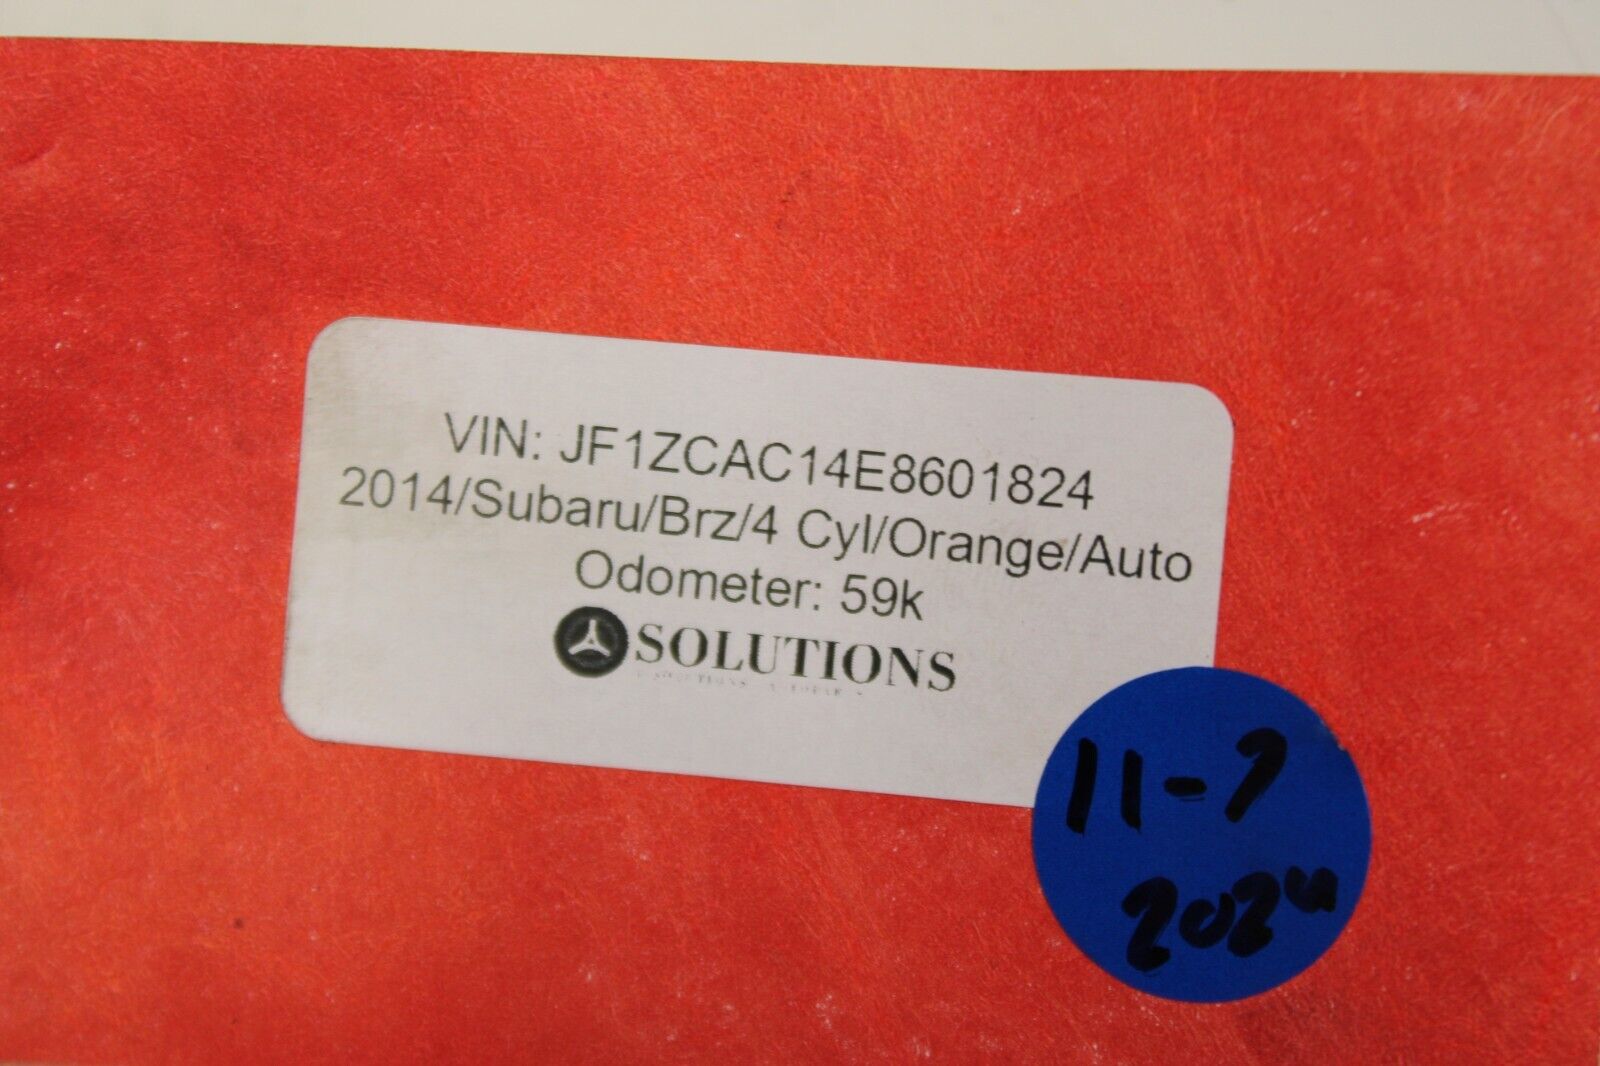 VIN: JF1ZCAC14E8601824
2014/Subaru/Brz/4 Cyl/Orange/Auto
Odometer: 59k
SOLUTIONS
11-7
2024